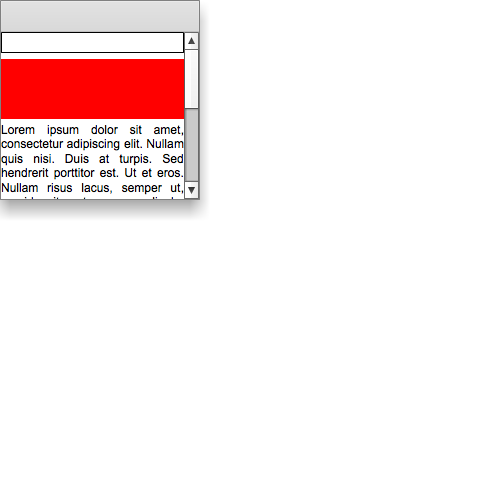 Lorem ipsum dolor sit amet,
consectetur adipiscing elit. Nullam
quis nisi. Duis at turpis. Sed
hendrerit porttitor est. Ut et eros.
Nullam risus lacus, semper ut,